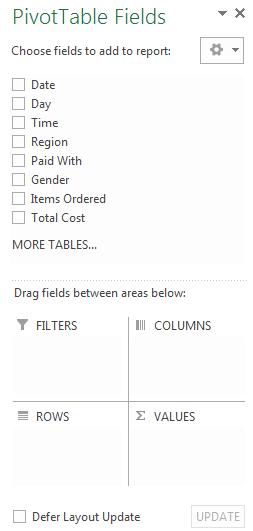 PivotTable Fields
Choose fields to add to report:
Date
Day
Time
Region
Paid With
Gender
Items Ordered
Total Cost
MORE TABLES...
Drag fields between areas below:
FILTERS
COLUMNS
ROWS
VALUES
Defer Layout Update
UPDATE